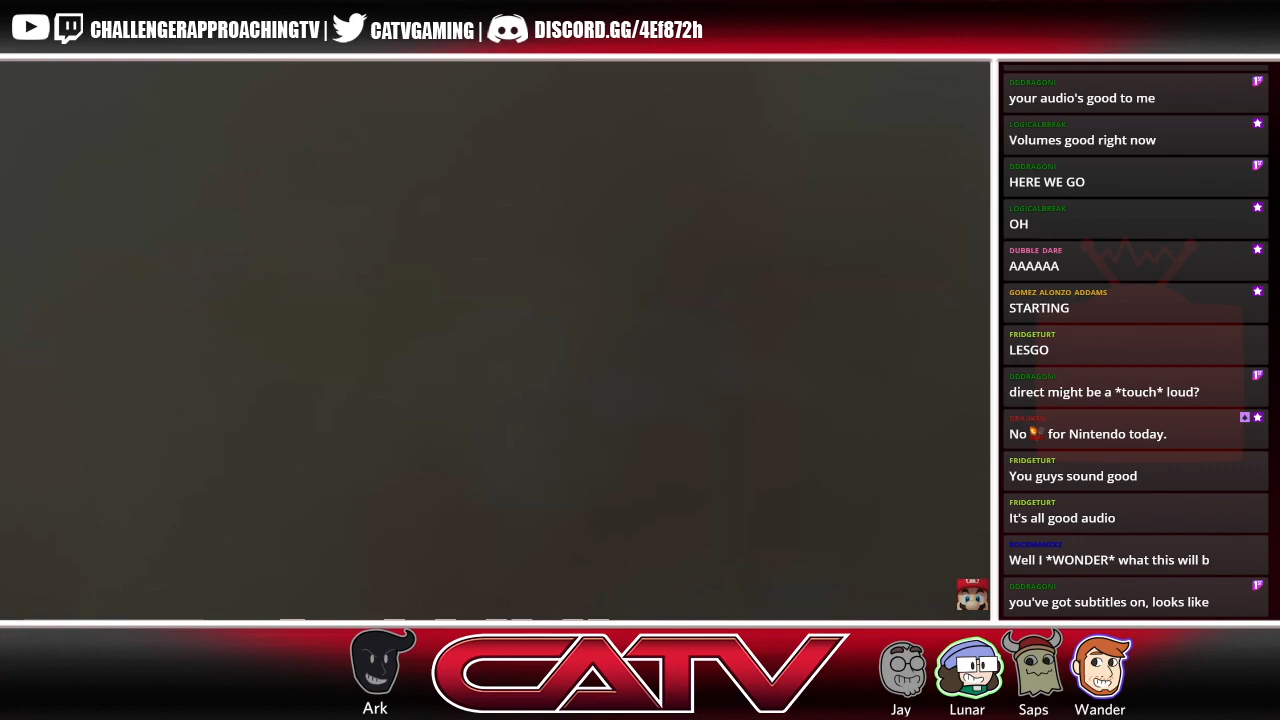 CHALLENGERAPPROACHINGTV | CATVGAMING | DISCORD.GG/4Ef872h
DDDRAGONI
your audio's good to me
LOGICALBREAK
Volumes good right now
DDDRAGONI
HERE WE GO
LOGICALBREAK
OH
DUBBLE DARE
AAAAAA
GOMEZ ALONZO ADDAMS
STARTING
FRIDGETURT
LESGO
DDDRAGONI
direct might be a *touch* loud?
No for Nintendo today.
FRIDGETURT
You guys sound good
FRIDGETURT
It's all good audio
Well I *WONDER* what this will b
DDDRAGONI
you've got subtitles on, looks like
CATV
Ark
Jay
Lunar
Saps
Wander